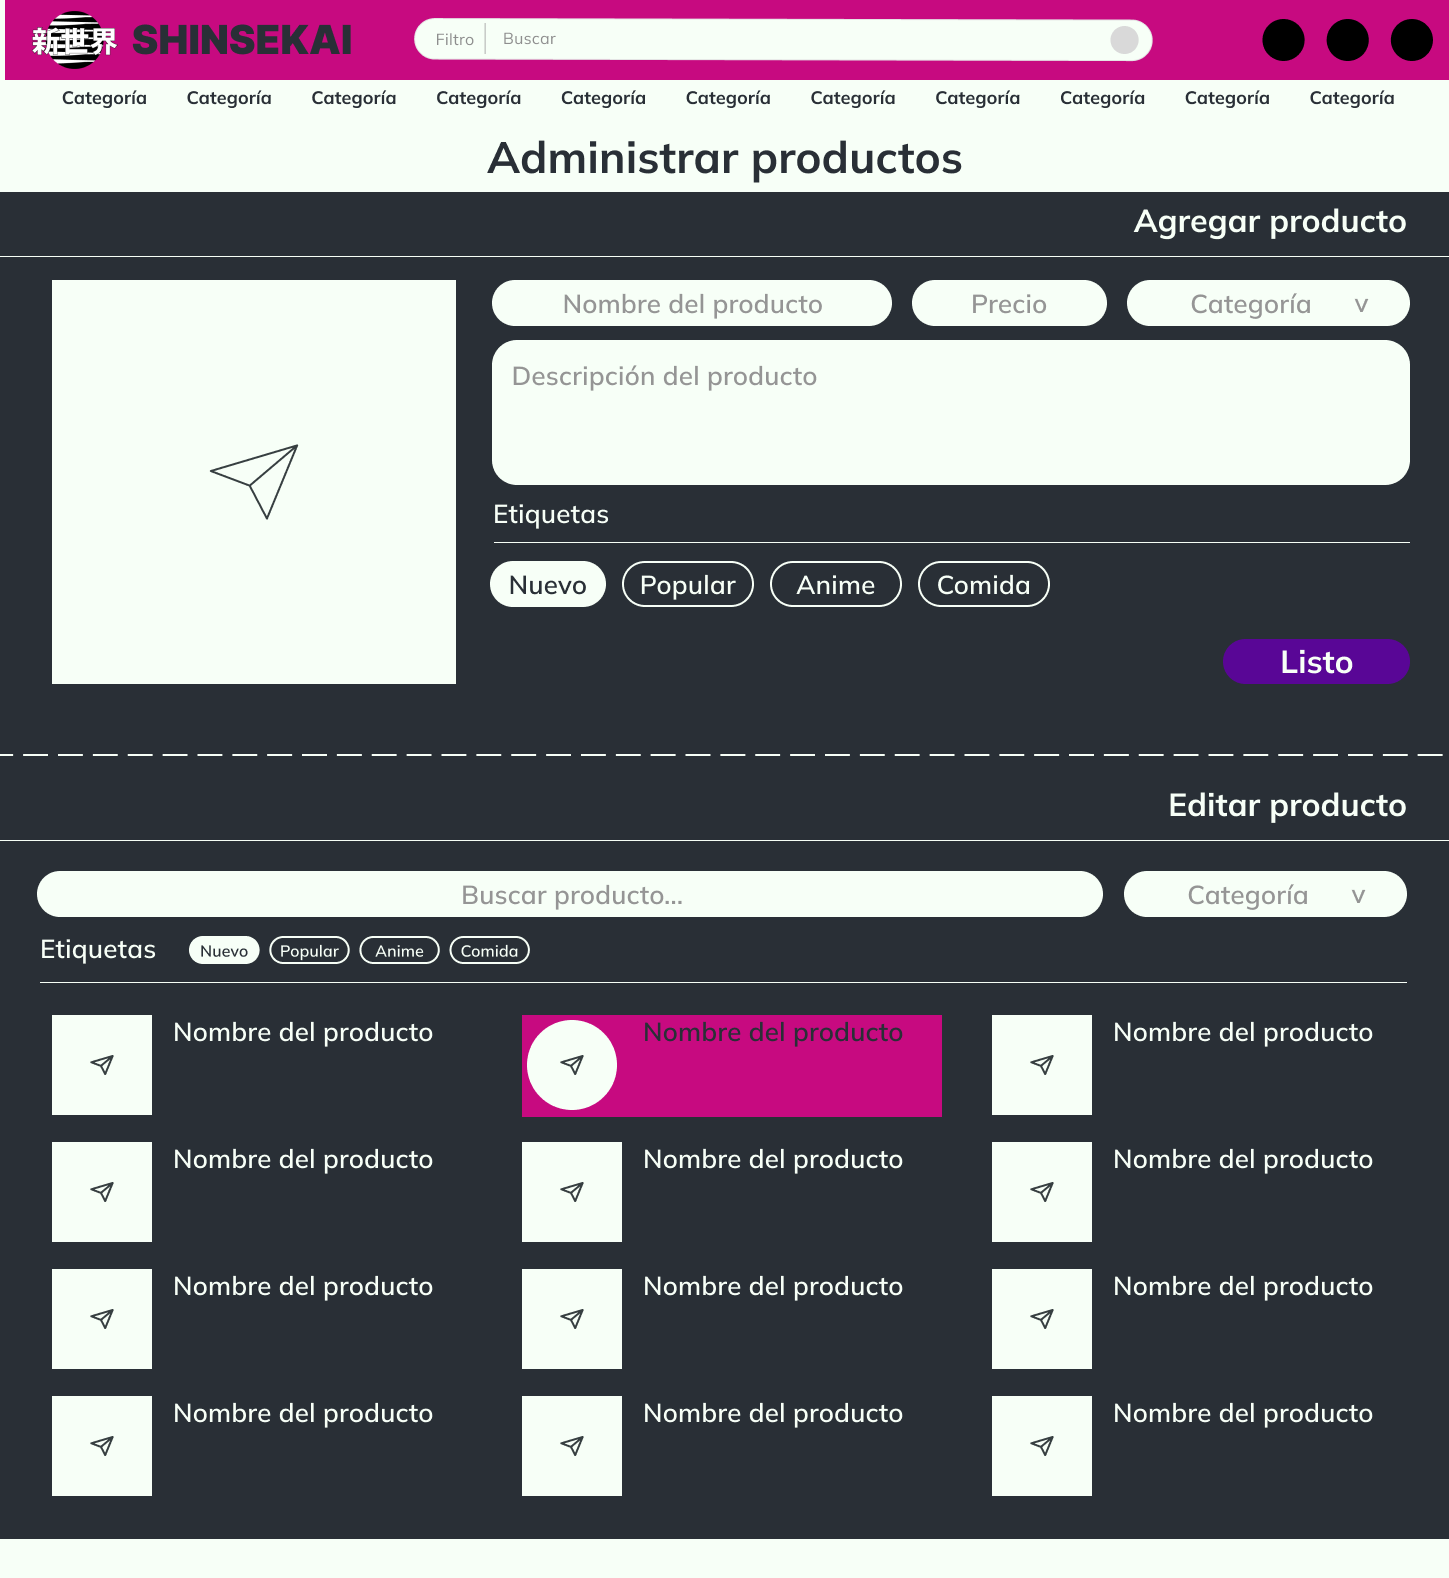 新世界 SHINSEKAI Filtro Buscar
Categoría Categoría Categoría Categoría Categoría Categoría Categoría Categoría Categoría Categoría Categoría
Administrar productos
Agregar producto
Nombre del producto Precio Categoría v
Descripción del producto
Etiquetas
Nuevo Popular Anime Comida
Listo
Editar producto
Buscar producto... Categoría v
Etiquetas Nuevo Popular Anime Comida
Nombre del producto Nombre del producto Nombre del producto
Nombre del producto Nombre del producto Nombre del producto
Nombre del producto Nombre del producto Nombre del producto
Nombre del producto Nombre del producto Nombre del producto